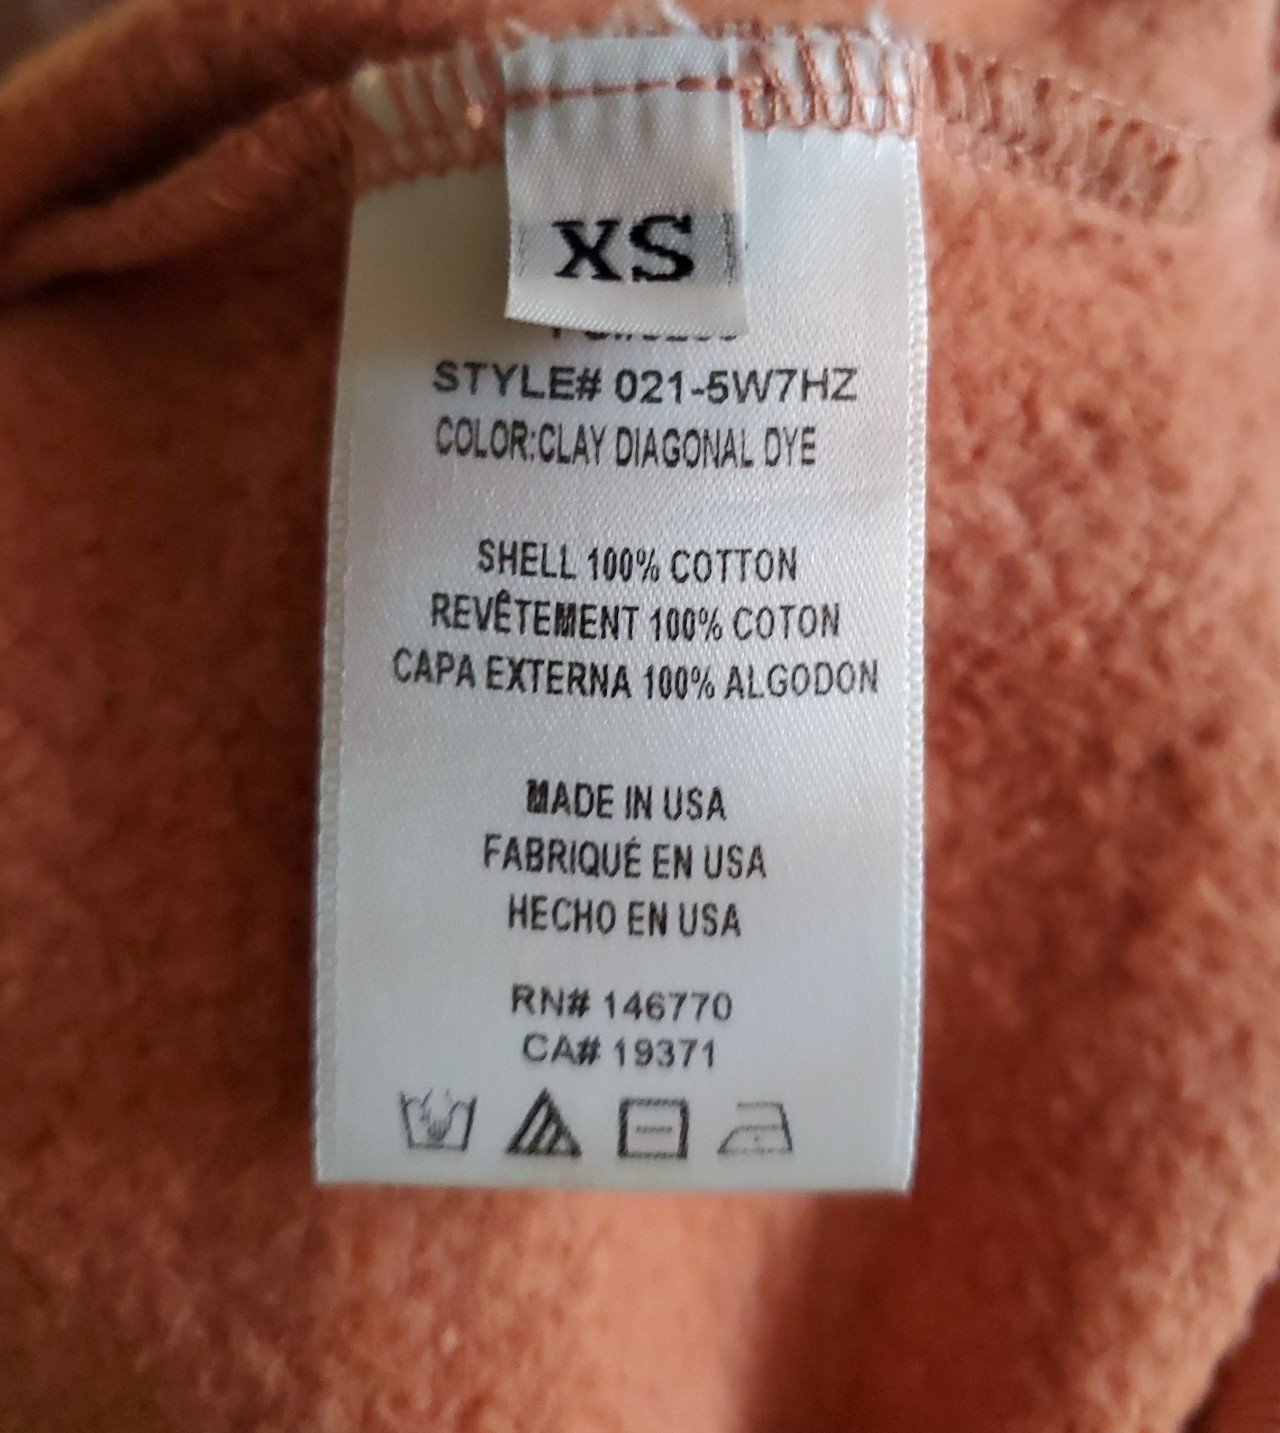 XS
STYLE# 021-5W7HZ
COLOR:CLAY DIAGONAL DYE
SHELL 100% COTTON
REVÊTEMENT 100% COTON
CAPA EXTERNA 100% ALGODON
MADE IN USA
FABRIQUÉ EN USA
HECHO EN USA
RN# 146770
CA# 19371